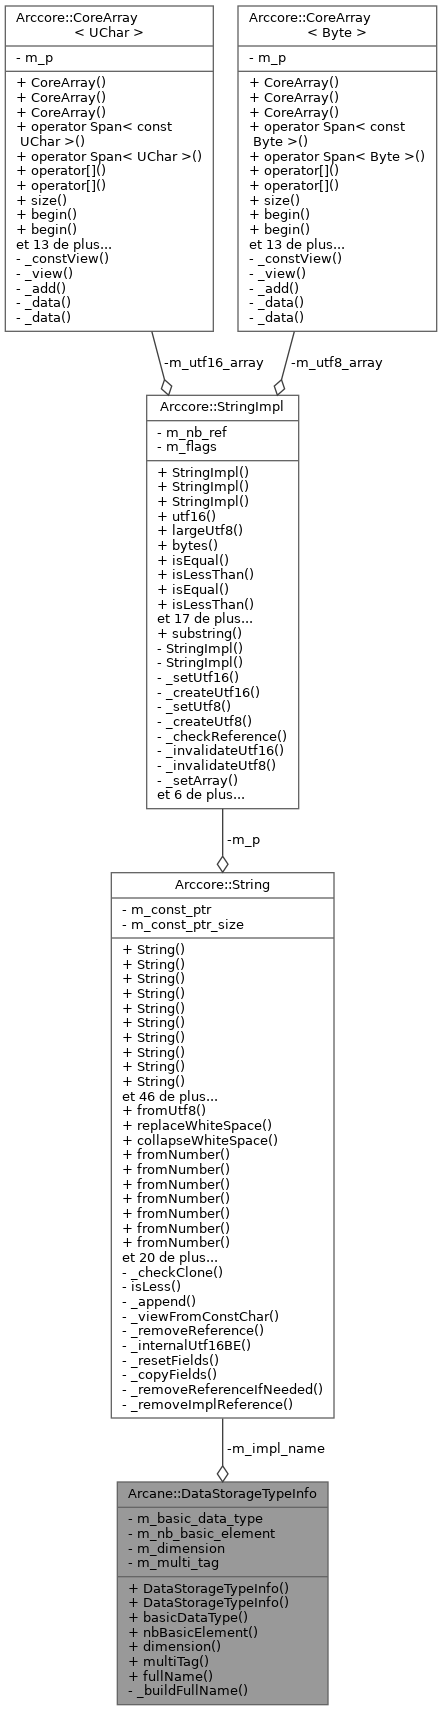 Arccore::CoreArray
< UChar >
- m_p
+ CoreArray()
+ CoreArray()
+ CoreArray()
+ operator Span< const
UChar >()
+ operator Span< UChar >()
+ operator[]()
+ operator[]()
+ size()
+ begin()
+ begin()
et 13 de plus...
- _constView()
- _view()
- _add()
- _data()
- _data()
Arccore::CoreArray
< Byte >
- m_p
+ CoreArray()
+ CoreArray()
+ CoreArray()
+ operator Span< const
Byte >()
+ operator Span< Byte >()
+ operator[]()
+ operator[]()
+ size()
+ begin()
+ begin()
et 13 de plus...
- _constView()
- _view()
- _add()
- _data()
- _data()
-m_utf16_array
-m_utf8_array
Arccore::StringImpl
- m_nb_ref
- m_flags
+ StringImpl()
+ StringImpl()
+ StringImpl()
+ utf16()
+ largeUtf8()
+ bytes()
+ isEqual()
+ isLessThan()
+ isEqual()
+ isLessThan()
et 17 de plus...
+ substring()
- StringImpl()
- StringImpl()
- _setUtf16()
- _createUtf16()
- _setUtf8()
- _createUtf8()
- _checkReference()
- _invalidateUtf16()
- _invalidateUtf8()
- _setArray()
et 6 de plus...
-m_p
Arccore::String
- m_const_ptr
- m_const_ptr_size
+ String()
+ String()
+ String()
+ String()
+ String()
+ String()
+ String()
+ String()
+ String()
+ String()
et 46 de plus...
+ fromUtf8()
+ replaceWhiteSpace()
+ collapseWhiteSpace()
+ fromNumber()
+ fromNumber()
+ fromNumber()
+ fromNumber()
+ fromNumber()
+ fromNumber()
+ fromNumber()
et 20 de plus...
- _checkClone()
- isLess()
- _append()
- _viewFromConstChar()
- _removeReference()
- _internalUtf16BE()
- _resetFields()
- _copyFields()
- _removeReferenceIfNeeded()
- _removeImplReference()
-m_impl_name
Arcane::DataStorageTypeInfo
- m_basic_data_type
- m_nb_basic_element
- m_dimension
- m_multi_tag
+ DataStorageTypeInfo()
+ DataStorageTypeInfo()
+ basicDataType()
+ nbBasicElement()
+ dimension()
+ multiTag()
+ fullName()
- _buildFullName()